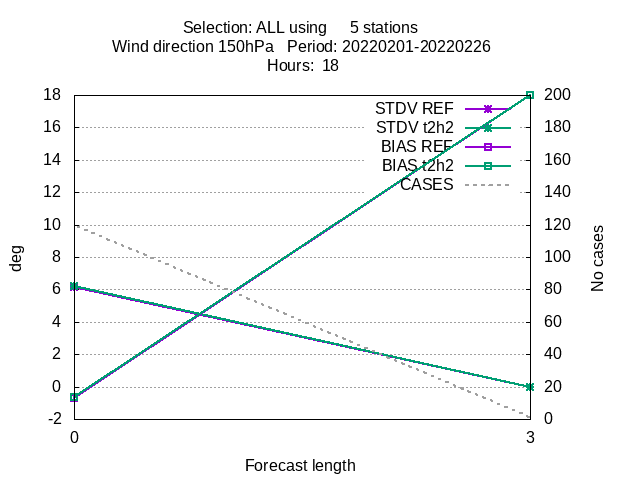 Selection: ALL using 5 stations
Wind direction 150hPa Period: 20220201-20220226
Hours: 18
18 200
16 180
14 160
12 140
10 120
8 100
6 80
4 60
2 40
0 20
-2 0
STDV REF
STDV t2h2
BIAS REF
BIAS t2h2
CASES
deg
No cases
0 3
Forecast length